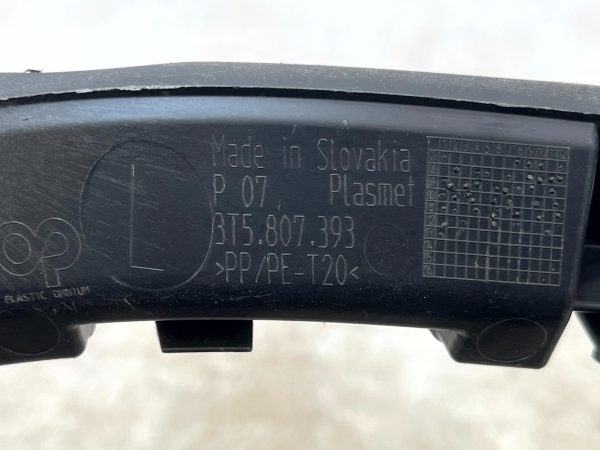 Made in Slovakia
P 07, Plasmet
3T5.807.393
>PP/PE-T20<
L
PLASTIC OMNIUM